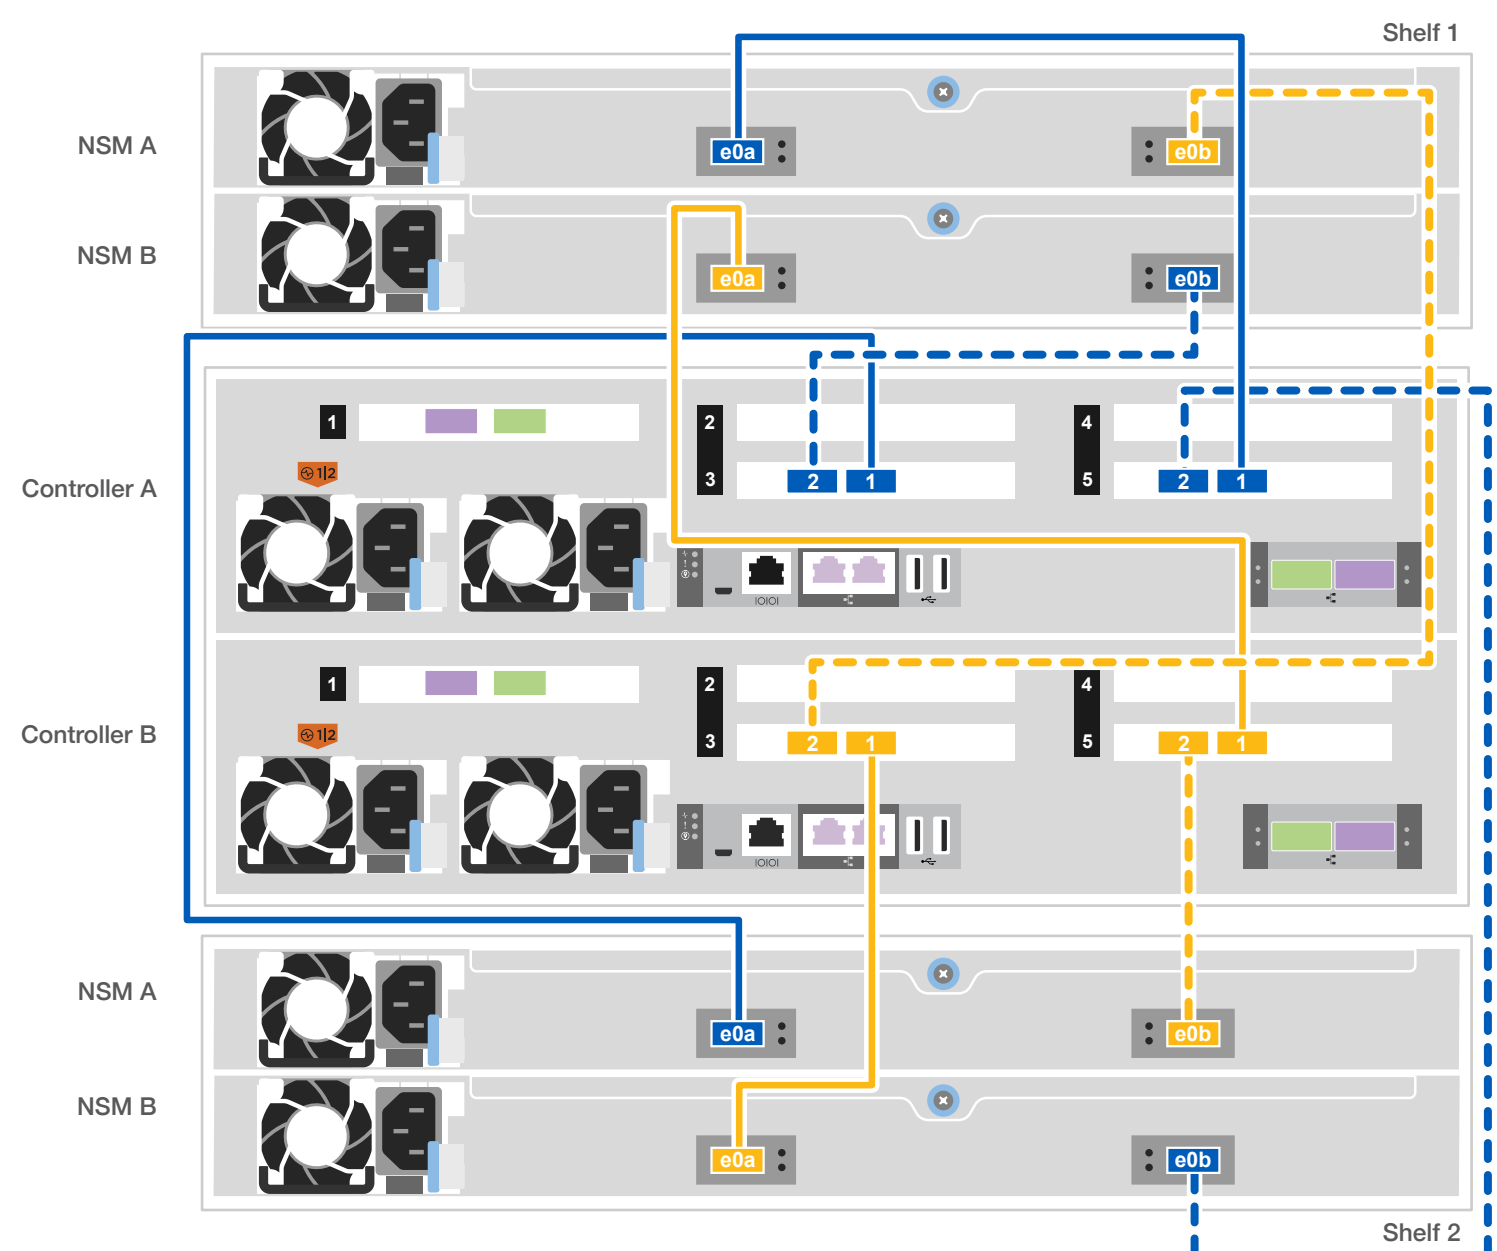 Shelf 1
NSM A
e0a
e0b
NSM B
e0a
e0b
Controller A
1
2
4
1|2
3
2
1
5
2
1
IOIOI
Controller B
1
2
4
1|2
3
2
1
5
2
1
IOIOI
NSM A
e0a
e0b
NSM B
e0a
e0b
Shelf 2